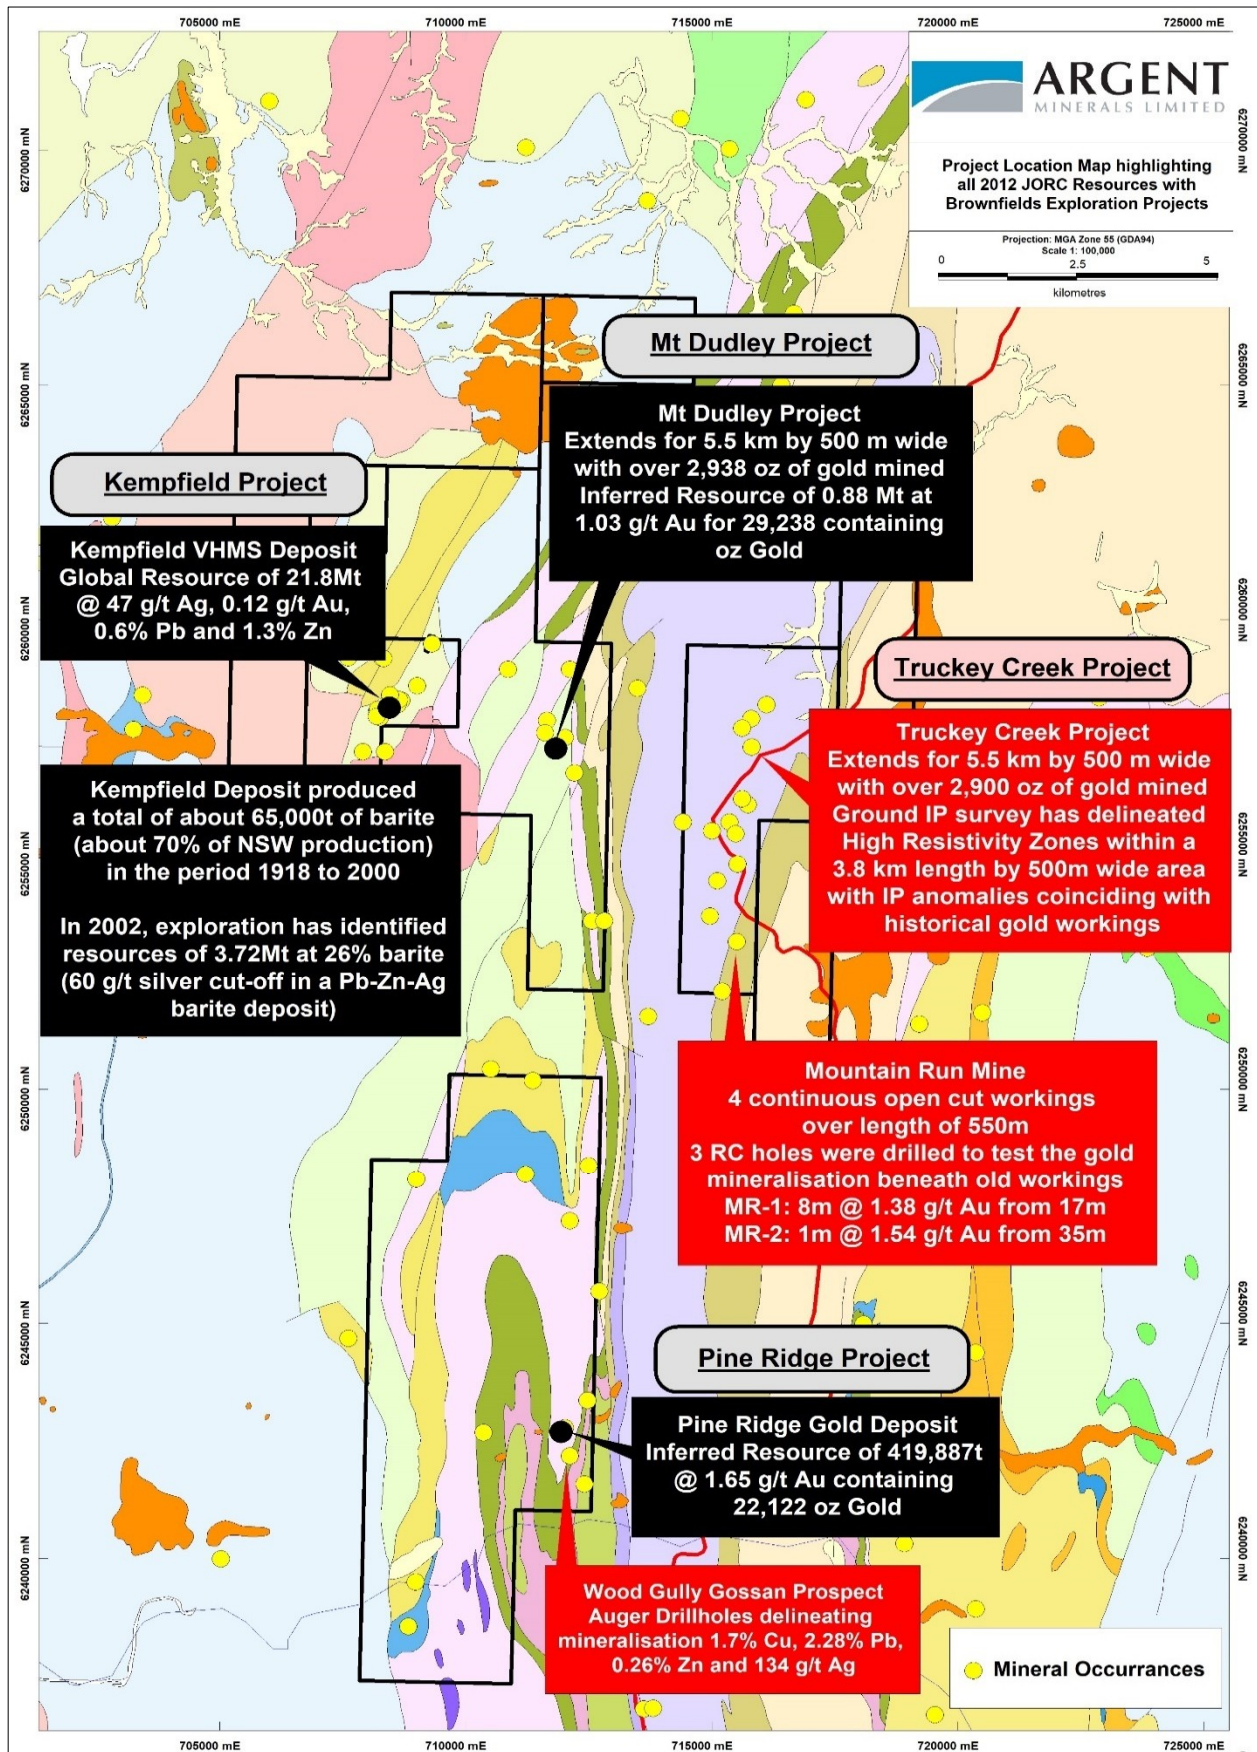 705000 mE
710000 mE
715000 mE
720000 mE
725000 mE
ARGENT
MINERALS LIMITED
Project Location Map highlighting
all 2012 JORC Resources with
Brownfields Exploration Projects
Projection: MGA Zone 55 (GDA94)
Scale 1: 100,000
0
2.5
5
kilometres
6270000 mN
6270000 mN
Mt Dudley Project
6265000 mN
6265000 mN
Mt Dudley Project
Extends for 5.5 km by 500 m wide
with over 2,938 oz of gold mined
Inferred Resource of 0.88 Mt at
1.03 g/t Au for 29,238 containing
oz Gold
Kempfield Project
Kempfield VHMS Deposit
Global Resource of 21.8Mt
@ 47 g/t Ag, 0.12 g/t Au,
0.6% Pb and 1.3% Zn
6260000 mN
6260000 mN
Truckey Creek Project
Truckey Creek Project
Extends for 5.5 km by 500 m wide
with over 2,900 oz of gold mined
Ground IP survey has delineated
High Resistivity Zones within a
3.8 km length by 500m wide area
with IP anomalies coinciding with
historical gold workings
Kempfield Deposit produced
a total of about 65,000t of barite
(about 70% of NSW production)
in the period 1918 to 2000
In 2002, exploration has identified
resources of 3.72Mt at 26% barite
(60 g/t silver cut-off in a Pb-Zn-Ag
barite deposit)
6255000 mN
6255000 mN
6250000 mN
6250000 mN
Mountain Run Mine
4 continuous open cut workings
over length of 550m
3 RC holes were drilled to test the gold
mineralisation beneath old workings
MR-1: 8m @ 1.38 g/t Au from 17m
MR-2: 1m @ 1.54 g/t Au from 35m
6245000 mN
6245000 mN
Pine Ridge Project
Pine Ridge Gold Deposit
Inferred Resource of 419,887t
@ 1.65 g/t Au containing
22,122 oz Gold
6240000 mN
6240000 mN
Wood Gully Gossan Prospect
Auger Drillholes delineating
mineralisation 1.7% Cu, 2.28% Pb,
0.26% Zn and 134 g/t Ag
Mineral Occurrances
705000 mE
710000 mE
715000 mE
720000 mE
725000 mE